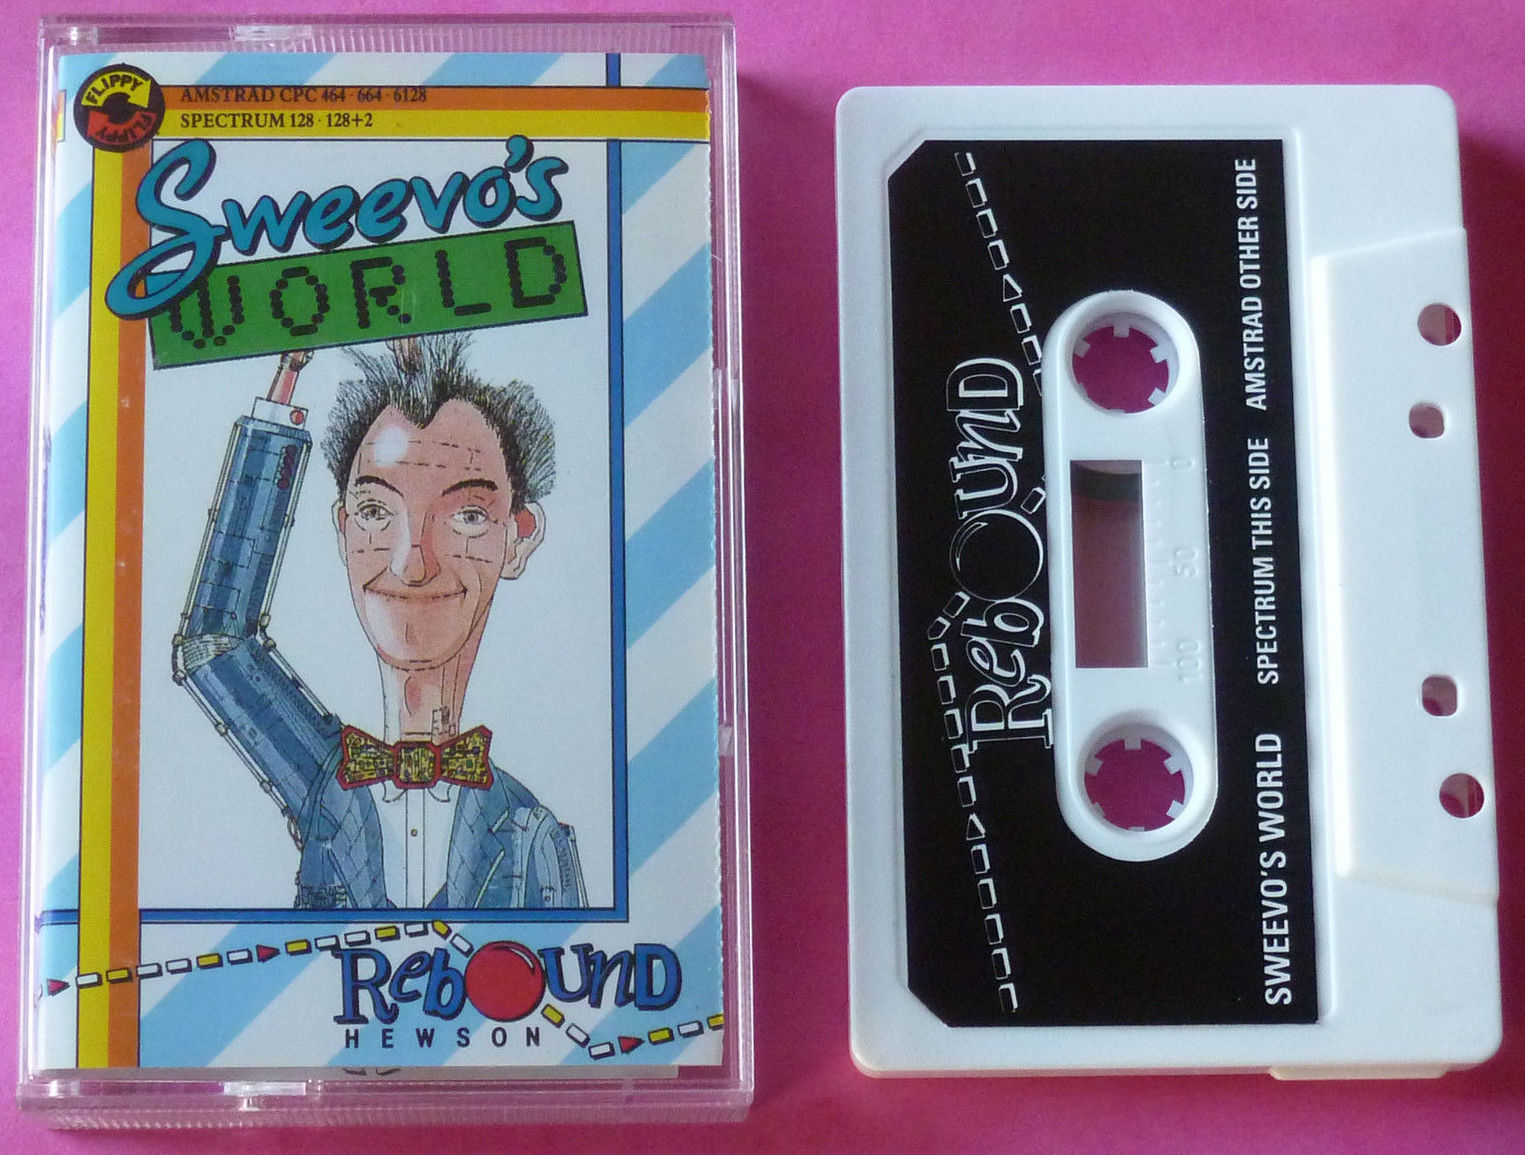 FLIPPY
FLIPPY
AMSTRAD CPC 464 · 664 · 6128
SPECTRUM 128 · 128+2
Sweevo's
WORLD
Rebound
HEWSON
Rebound
0
50
100
SWEEVO'S WORLD SPECTRUM THIS SIDE AMSTRAD OTHER SIDE